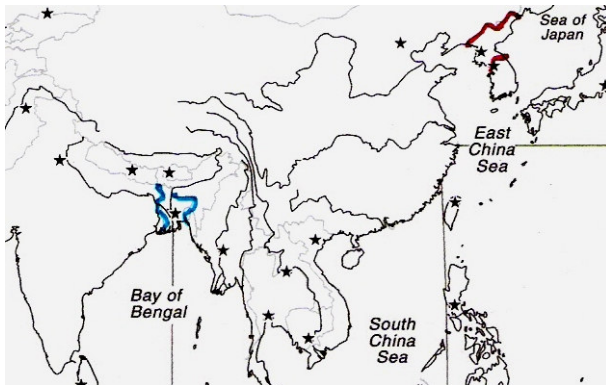 Sea of
Japan
East
China
Sea
Bay of
Bengal
South
China
Sea